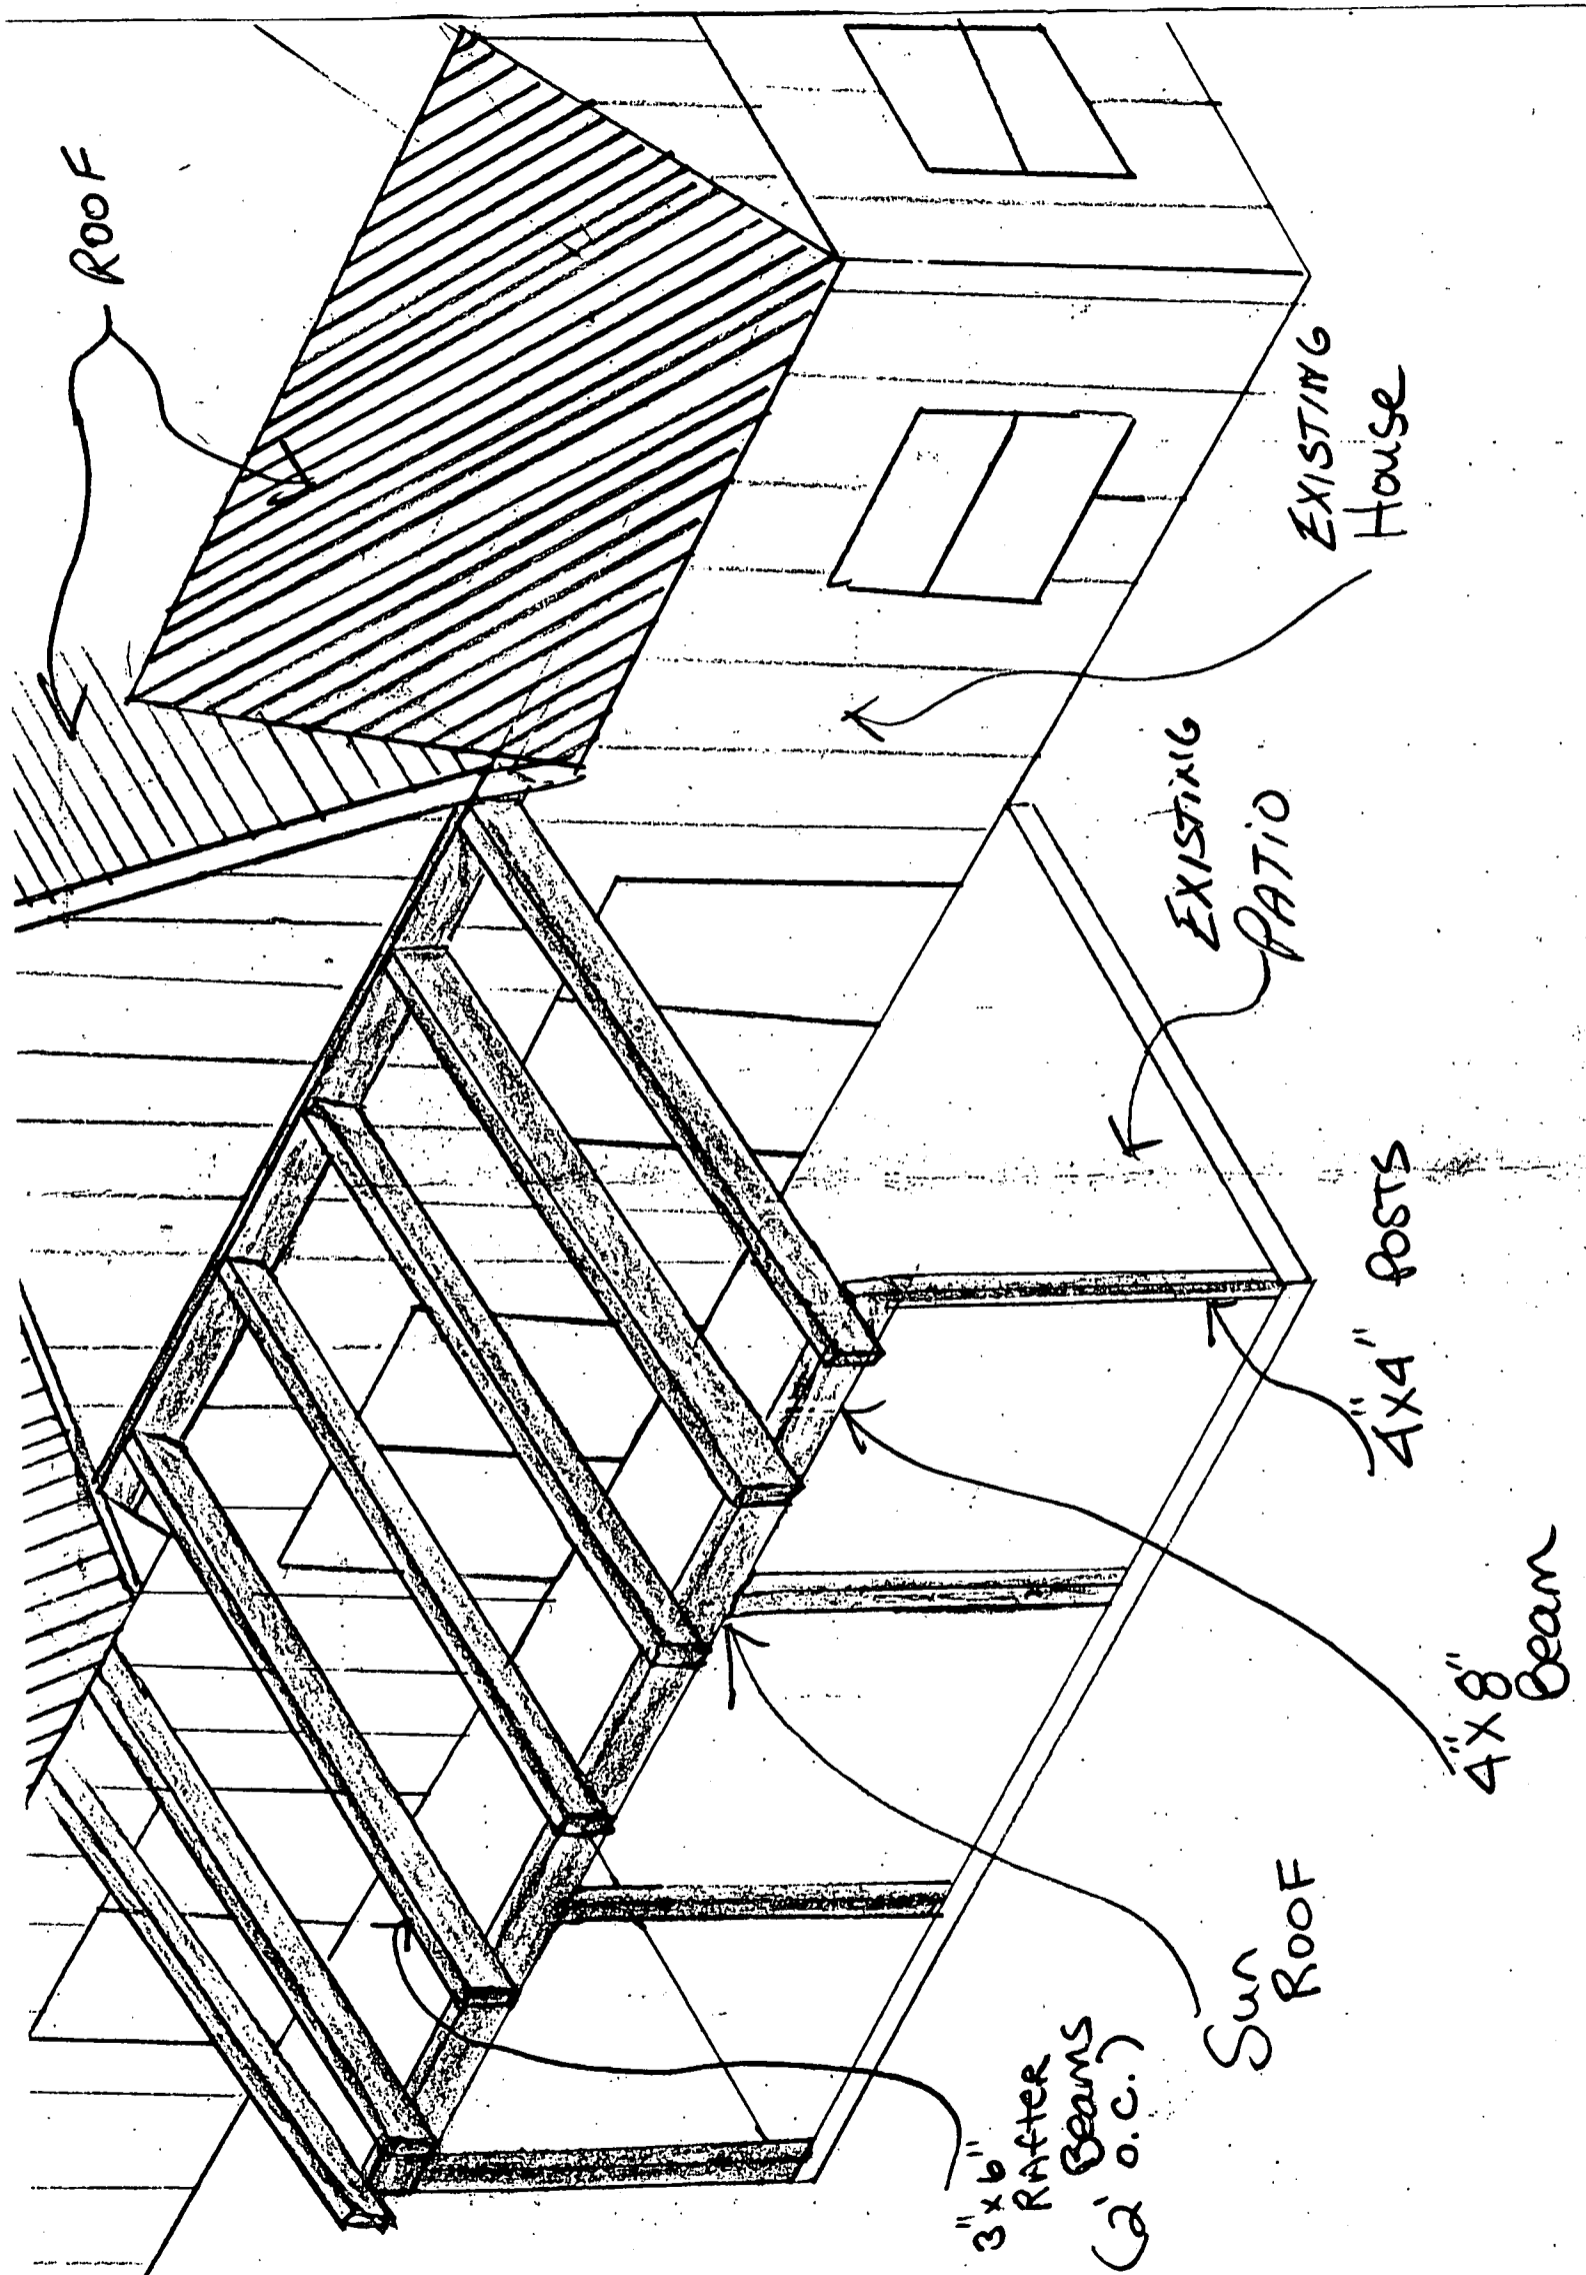 ROOF
EXISTING
House
EXISTING
PATIO
4"X4" POSTS
4"X8"
Beam
Sun
ROOF
3"x6"
RAFTER
Beams
(2' O.C.)